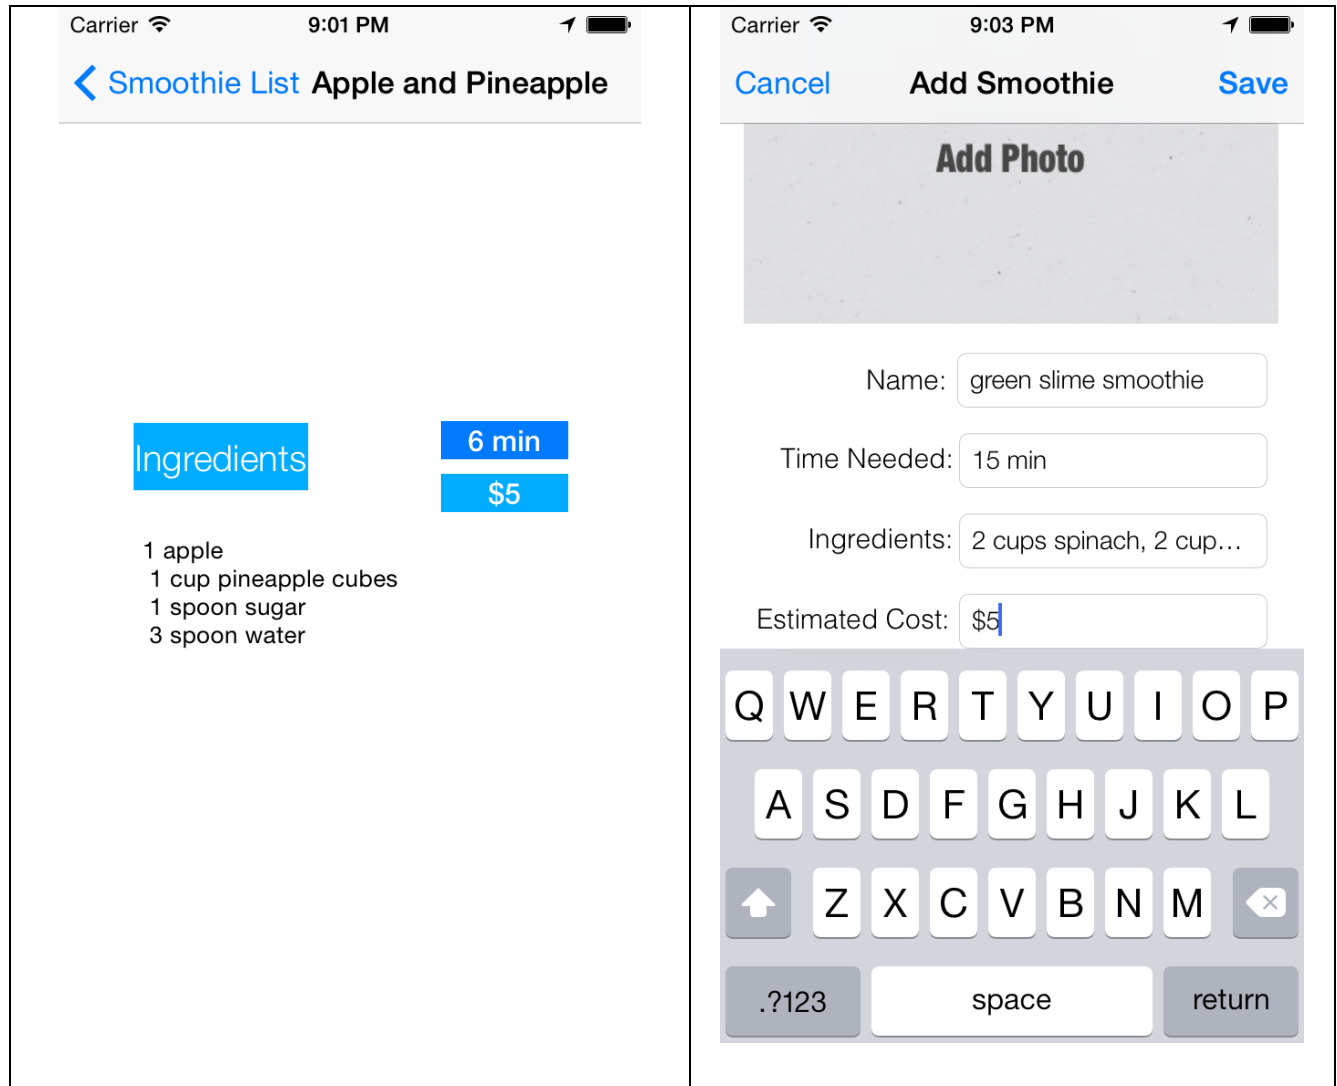 Carrier 9:01 PM
Smoothie List Apple and Pineapple
Ingredients
6 min
$5
1 apple
1 cup pineapple cubes
1 spoon sugar
3 spoon water
Carrier 9:03 PM
Cancel Add Smoothie Save
Add Photo
Name: green slime smoothie
Time Needed: 15 min
Ingredients: 2 cups spinach, 2 cup...
Estimated Cost: $5
Q W E R T Y U I O P
A S D F G H J K L
Z X C V B N M
.?123 space return